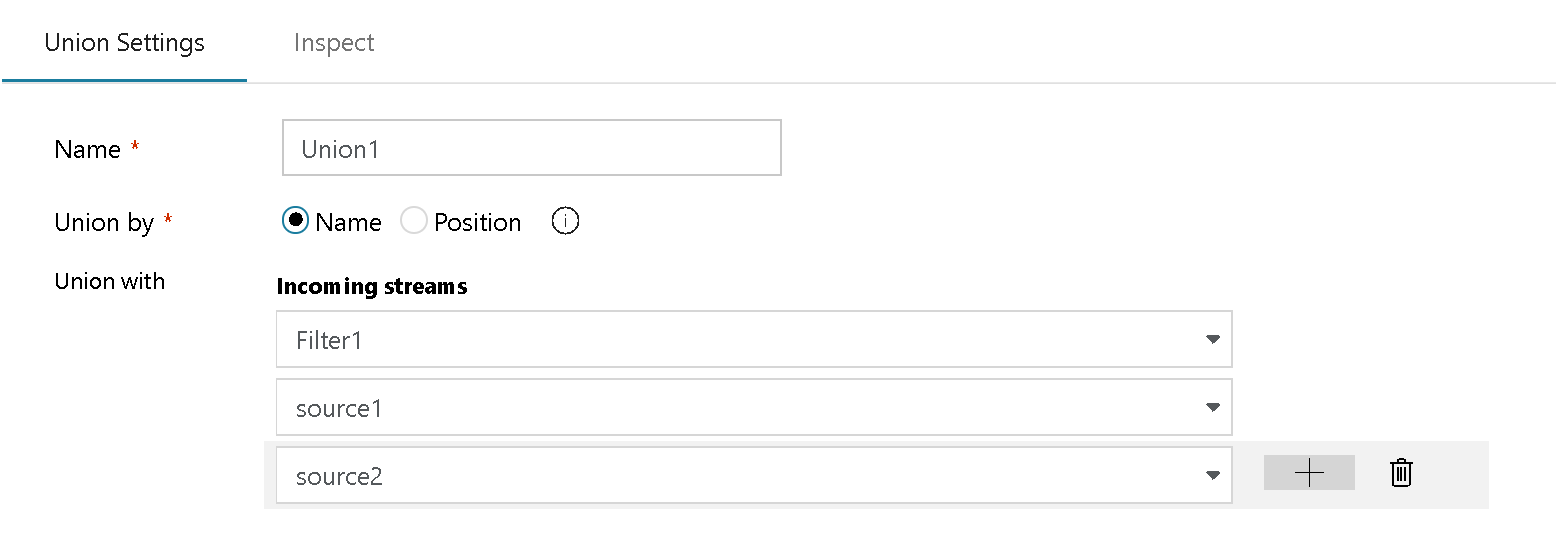 Union Settings Inspect
Name * Union1
Union by * Name Position
Union with
Incoming streams
Filter1
source1
source2